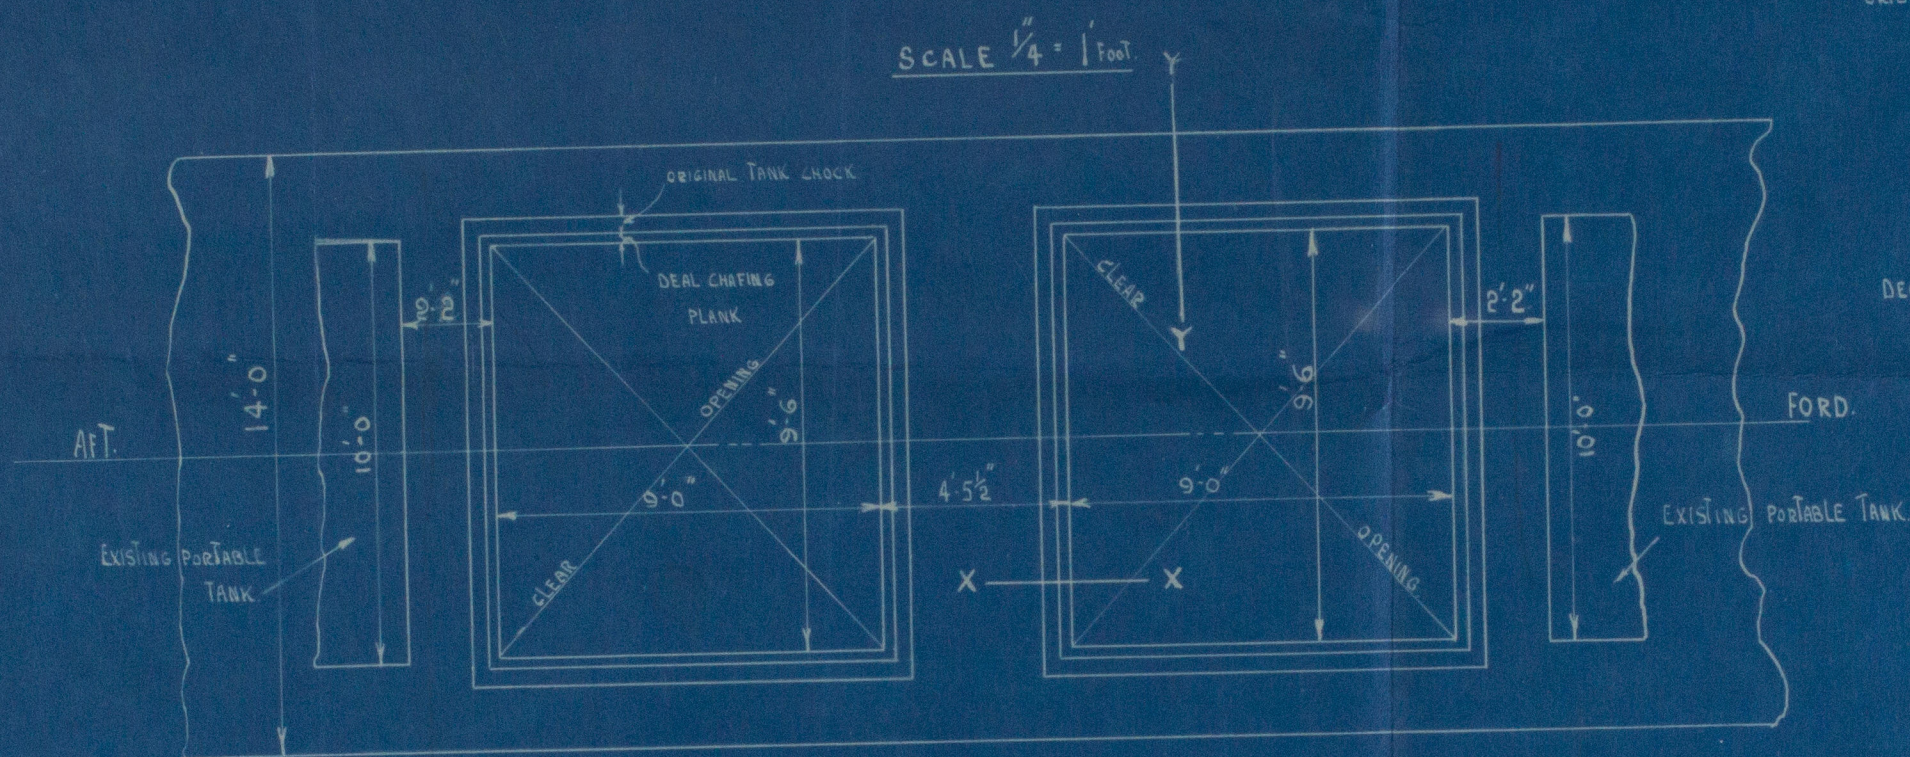 SCALE 1/4" = 1' FOOT.
Y
ORIGINAL TANK CHOCK
DEAL CHAFING
PLANK
CLEAR
2'-2"
2'-2"
Y
14'-0"
10'-0"
OPENING
9'-6"
9'-6"
10'-0"
FORD.
AFT.
9'-0"
4'-5½"
9'-0"
EXISTING PORTABLE
TANK.
CLEAR
X
X
OPENING
EXISTING PORTABLE TANK.